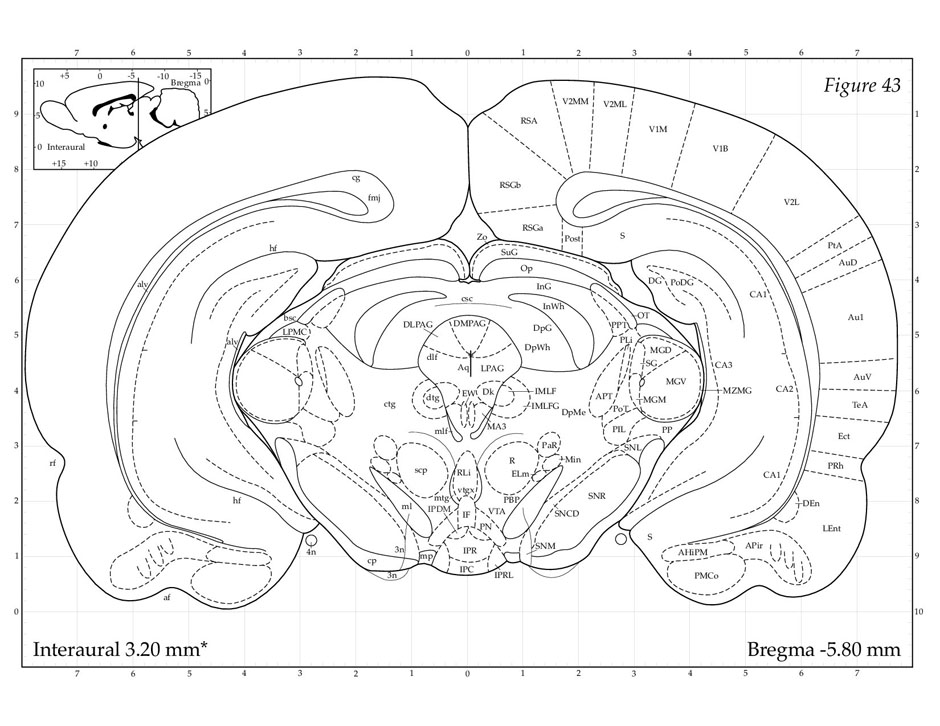 7 6 5 4 3 2 1 0 1 2 3 4 5 6 7
+5 0 -5 -10 -15
Bregma 0
10
5 5
0 Interaural
+15 +10
Figure 43
9 1
8 2
7 3
6 4
5 5
4 6
3 7
2 8
1 9
0 10
V2MM V2ML
RSA V1M
V1B
cg
fmj RSGb
V2L
RSGa
Zo Post S
PtA
hf SuG
AuD
Op
DG PoDG
alv InG CA1
csc InWh
bsc OT Au1
LPMC DLPAG DMPAG DpG PPT
alv PLi
DpWh MGD
dlf SG
Aq LPAG CA3
MGV AuV
dtg EW Dk IMLF MZMG CA2
ctg IMLFG APT MGM TeA
DpMe PoT
mlf MA3 PIL PP
Ect
PaR SNL
rf R Min PRh
scp RLi ELm CA1
vtgx
hf mtg PBP SNR
ml IPDM VTA DEn
IF SNCD
PN LEnt
S
4n 3n IPR SNM AHiPM APir
cp mp
3n IPC IPRL PMCo
af
Interaural 3.20 mm* Bregma -5.80 mm
7 6 5 4 3 2 1 0 1 2 3 4 5 6 7